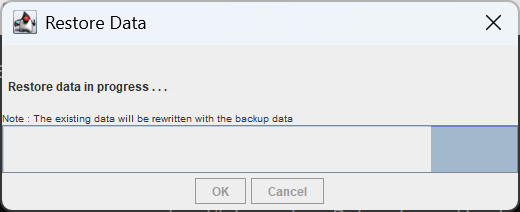 Restore Data
Restore data in progress . . .
Note : The existing data will be rewritten with the backup data
OK
Cancel